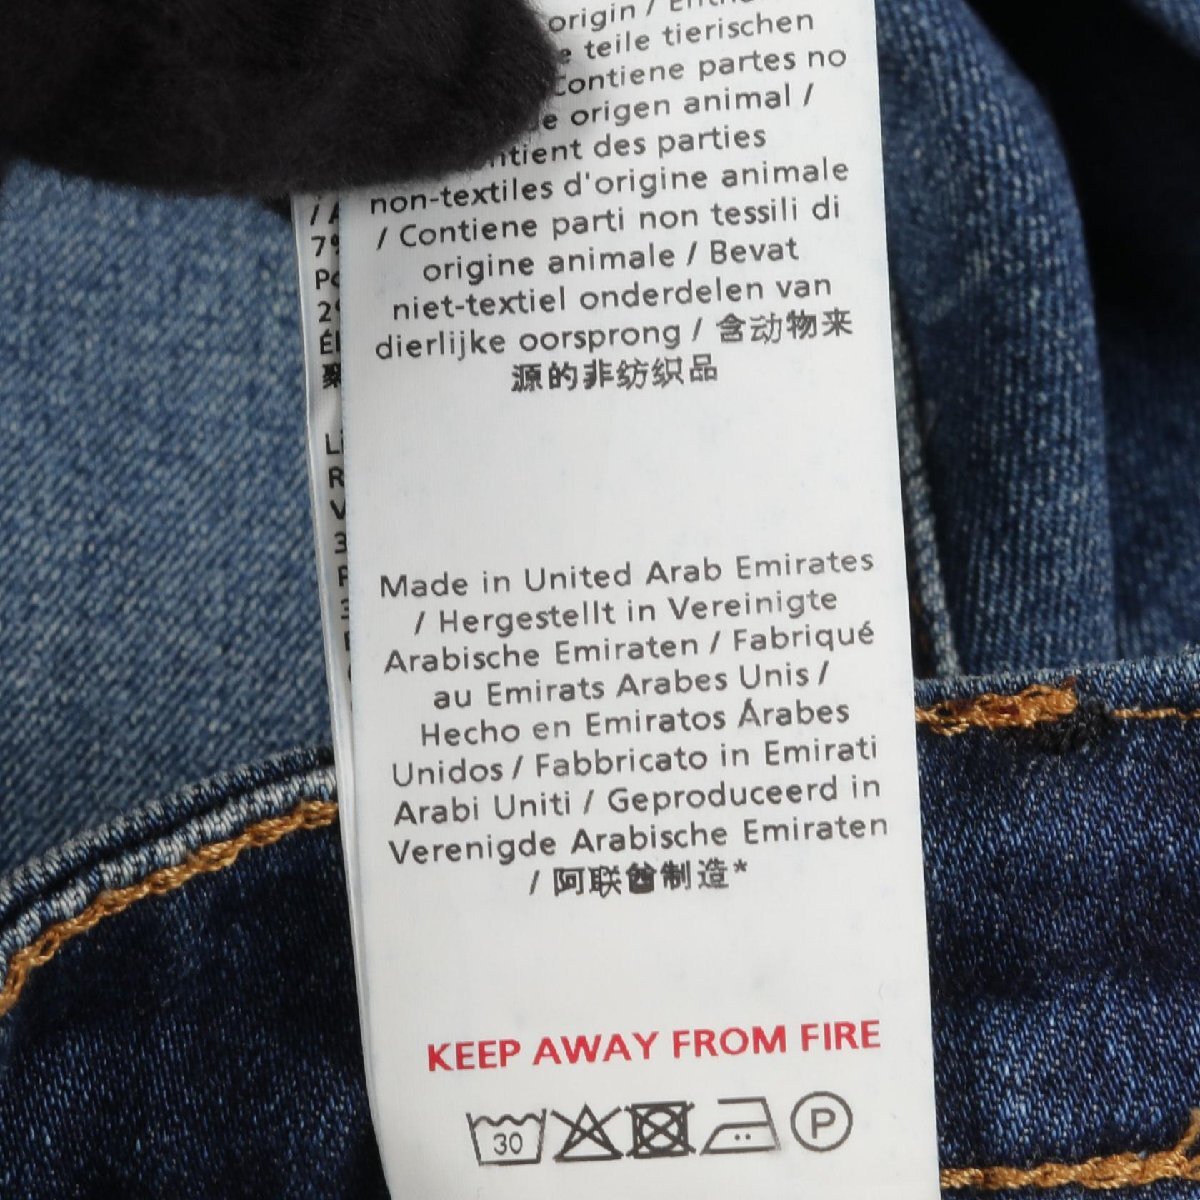 origin /
teile tierischen
Contiene partes no
origen animal /
des parties
non-textiles d'origine animale
/ Contiene parti non tessili di
origine animale / Bevat
niet-textiel onderdelen van
dierlijke oorsprong / 含动物来
源的非纺织品
Made in United Arab Emirates
/ Hergestellt in Vereinigte
Arabische Emiraten / Fabriqué
au Emirats Arabes Unis /
Hecho en Emiratos Árabes
Unidos / Fabbricato in Emirati
Arabi Uniti / Geproduceerd in
Verenigde Arabische Emiraten
/ 阿联酋制造*
KEEP AWAY FROM FIRE
30 P